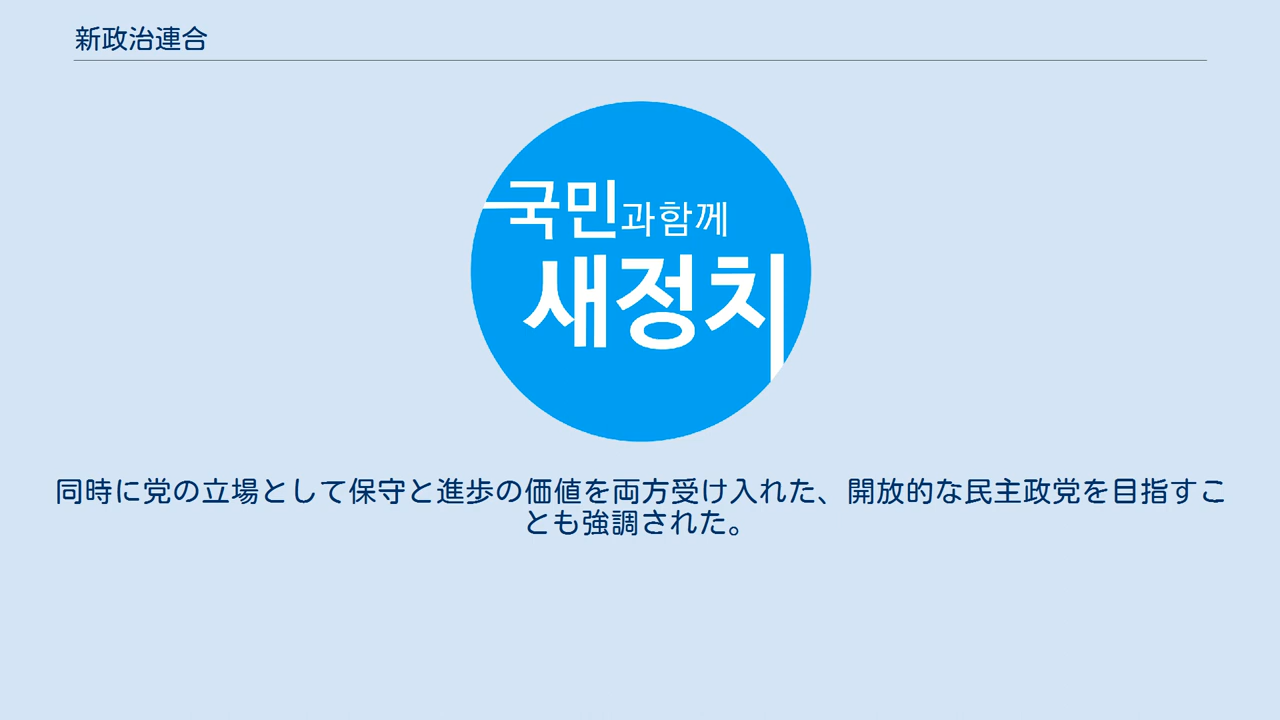 新政治連合
국민과함께
새정치
同時に党の立場として保守と進歩の価値を両方受け入れた、開放的な民主政党を目指すこ
とも強調された。